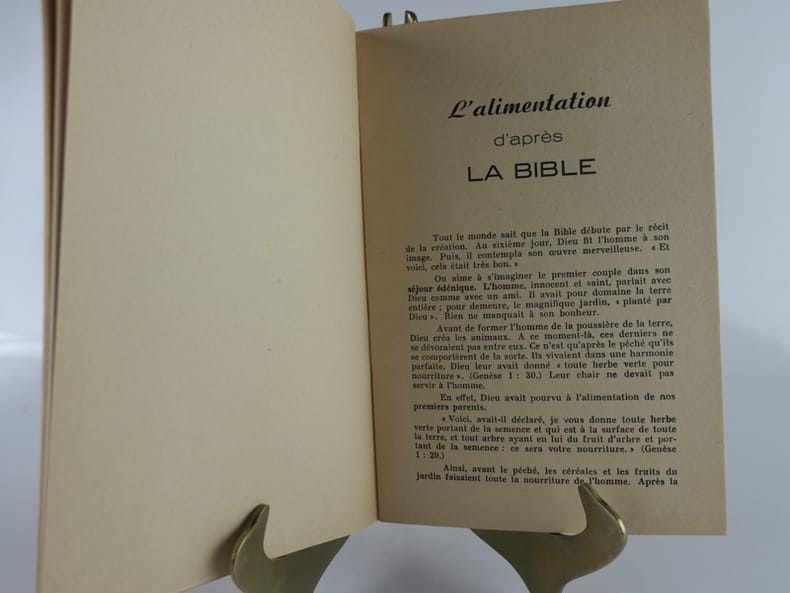 L'alimentation
d'après
LA BIBLE
Tout le monde sait que la Bible débute par le récit
de la création. Au sixième jour, Dieu fit l'homme à son
image. Puis, il contempla son œuvre merveilleuse. « Et
voici, cela était très bon. »
On aime à s'imaginer le premier couple dans son
séjour édénique. L'homme, innocent et saint, parlait avec
Dieu comme avec un ami. Il avait pour domaine la terre
entière ; pour demeure, le magnifique jardin, « planté par
Dieu ». Rien ne manquait à son bonheur.
Avant de former l'homme de la poussière de la terre,
Dieu créa les animaux. A ce moment-là, ces derniers ne
se dévoraient pas entre eux. Ce n'est qu'après le péché qu'ils
se comportèrent de la sorte. Ils vivaient dans une harmonie
parfaite. Dieu leur avait donné « toute herbe verte pour
nourriture ». (Genèse 1 : 30.) Leur chair ne devait pas
servir à l'homme.
En effet, Dieu avait pourvu à l'alimentation de nos
premiers parents.
« Voici, avait-il déclaré, je vous donne toute herbe
verte portant de la semence et qui est à la surface de toute
la terre, et tout arbre ayant en lui du fruit d'arbre et por-
tant de la semence : ce sera votre nourriture. » (Genèse
1 : 29.)
Ainsi, avant le péché, les céréales et les fruits du
jardin faisaient toute la nourriture de l'homme. Après la